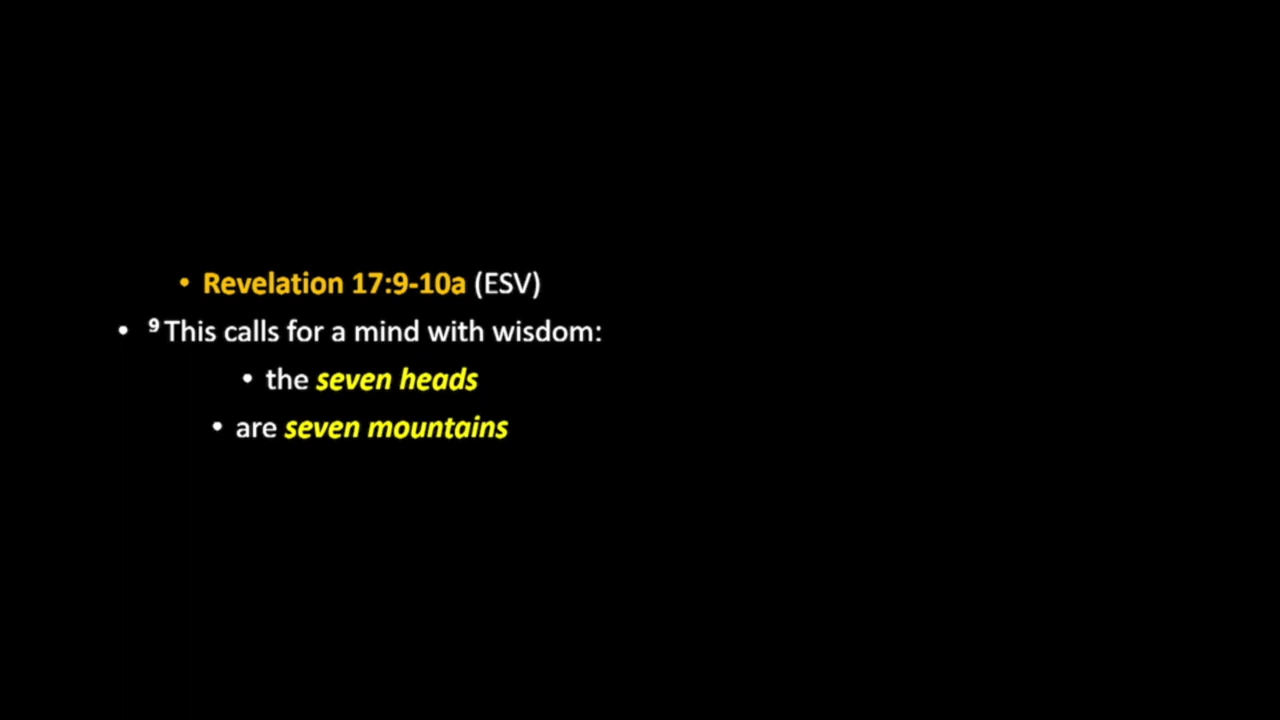 • Revelation 17:9-10a (ESV)
• ⁹ This calls for a mind with wisdom:
• the seven heads
• are seven mountains